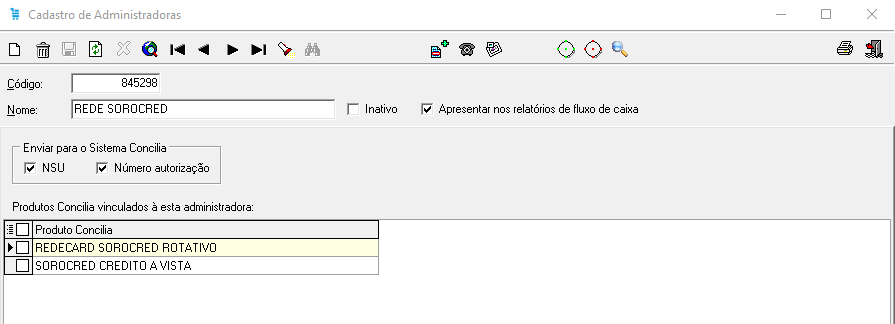 Cadastro de Administradoras
Código: 845298
Nome: REDE SOROCRED Inativo Apresentar nos relatórios de fluxo de caixa
Enviar para o Sistema Concilia
NSU Número autorização
Produtos Concilia vinculados à esta administradora:
Produto Concilia
REDECARD SOROCRED ROTATIVO
SOROCRED CREDITO A VISTA